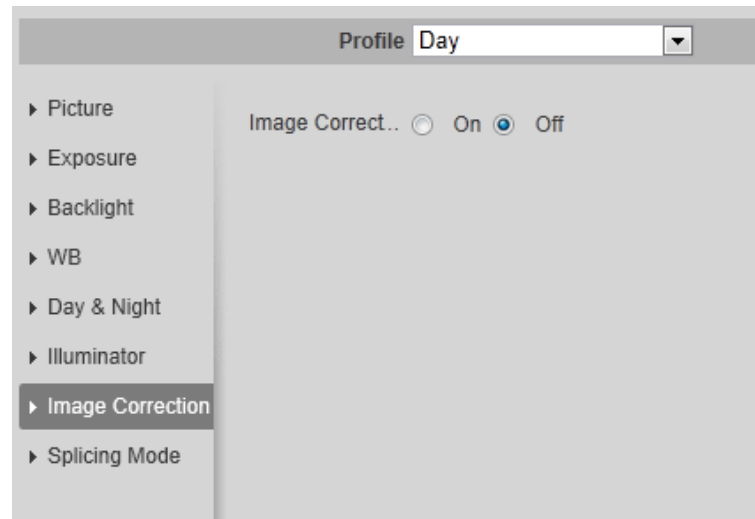 Profile Day
Picture
Image Correct.. On Off
Exposure
Backlight
WB
Day & Night
Illuminator
Image Correction
Splicing Mode